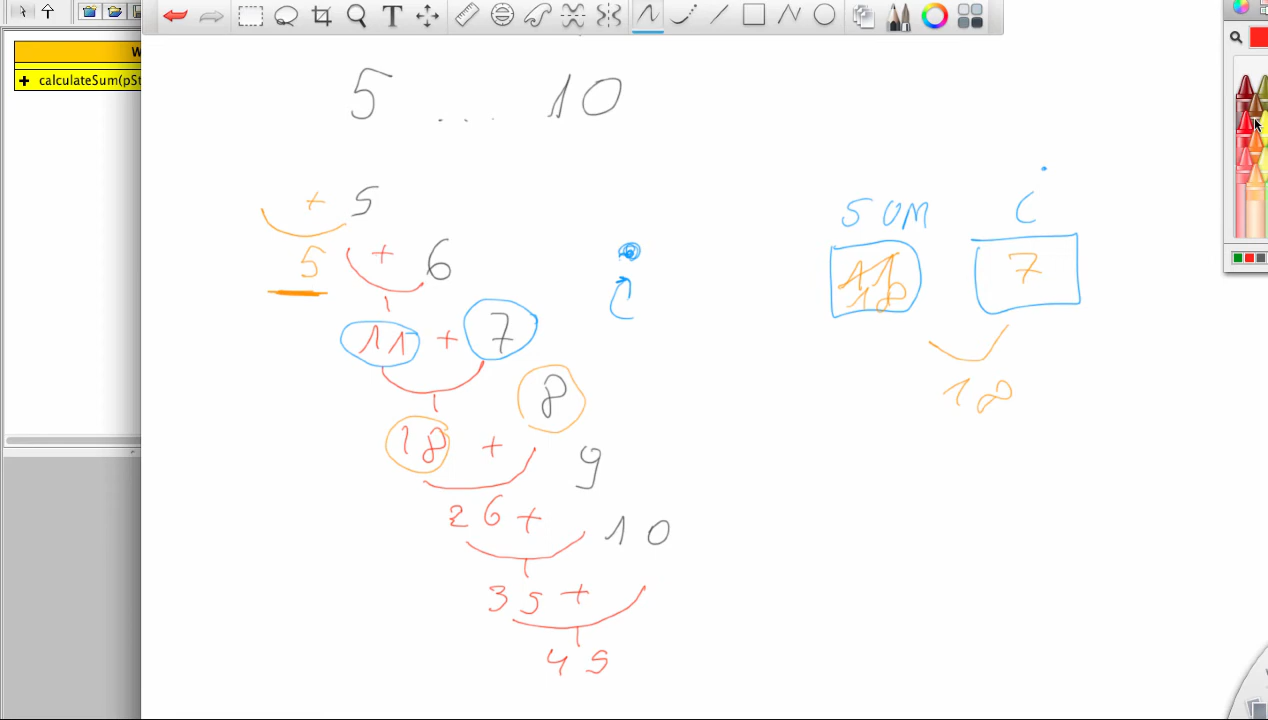 W
calculateSum(pSt
T
5 ... 10
+ 5
5 + 6
11 + 7
8
18 + 9
26 + 10
35 +
45
SUM i
18 7
18